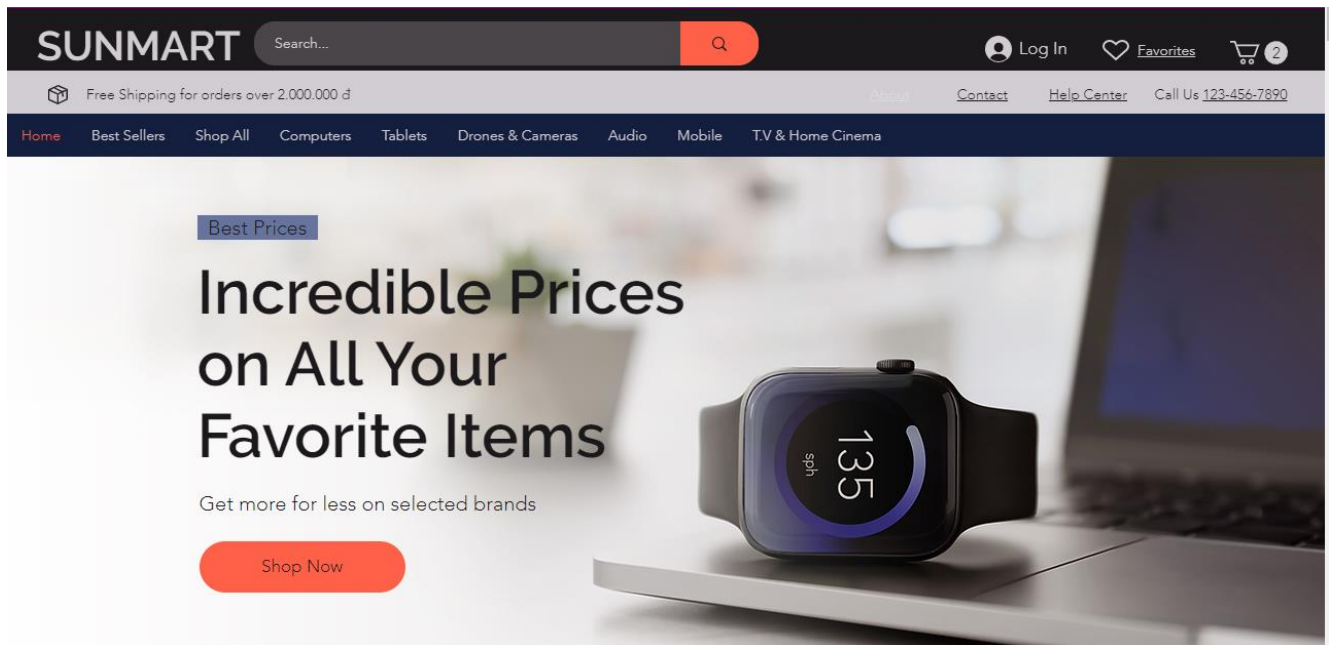 SUNMART
Search...
Log In
Favorites
2
Free Shipping for orders over 2.000.000 đ
About
Contact
Help Center
Call Us 123-456-7890
Home
Best Sellers
Shop All
Computers
Tablets
Drones & Cameras
Audio
Mobile
T.V & Home Cinema
Best Prices
Incredible Prices
on All Your
Favorite Items
Get more for less on selected brands
Shop Now
135
sph